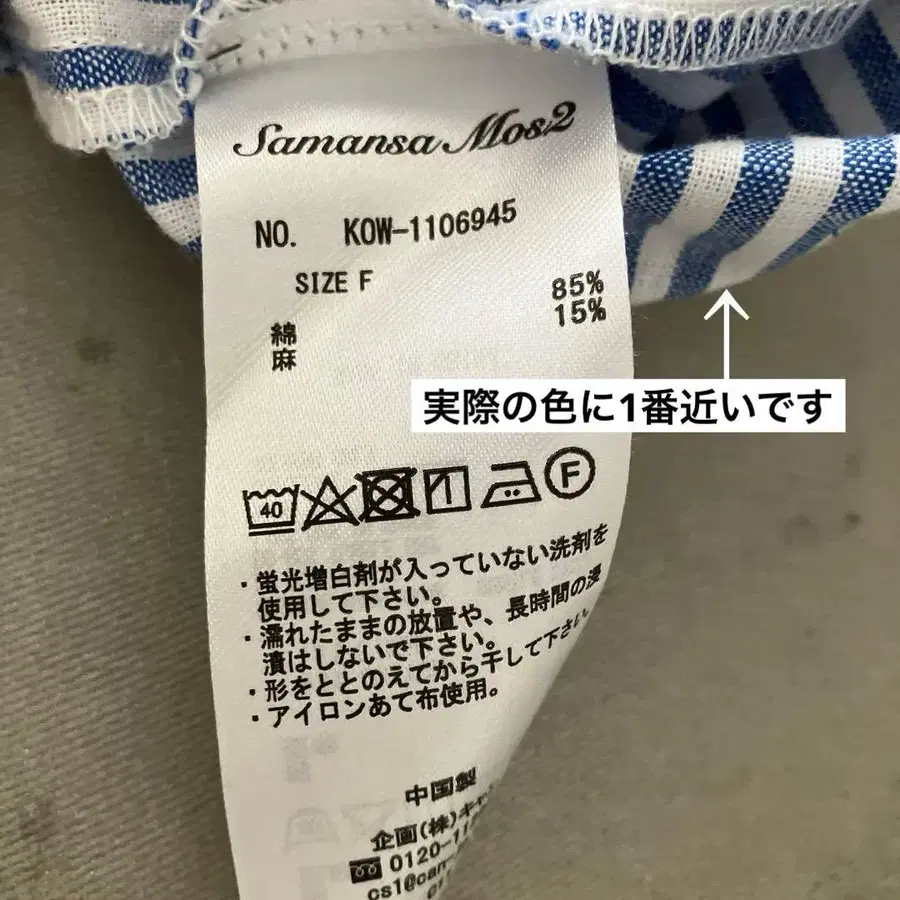 Samansa Mos2
NO. KOW-1106945
SIZE F
綿 85%
麻 15%
実際の色に1番近いです
40
F
・蛍光増白剤が入っていない洗剤を
使用して下さい。
・濡れたままの放置や、長時間の浸
漬はしないで下さい。
・形をととのえてから干して下さい
・アイロンあて布使用。
中国製
企画(株)キャ
0120-11
cs1@can